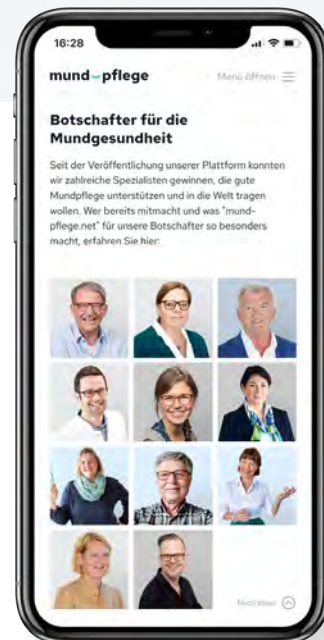 16:28
mund pflege
Menü öffnen
Botschafter für die
Mundgesundheit
Seit der Veröffentlichung unserer Plattform konnten
wir zahlreiche Spezialisten gewinnen, die gute
Mundpflege unterstützen und in die Welt tragen
wollen. Wer bereits mitmacht und was "mund-
pflege.net" für unsere Botschafter so besonders
macht, erfahren Sie hier: